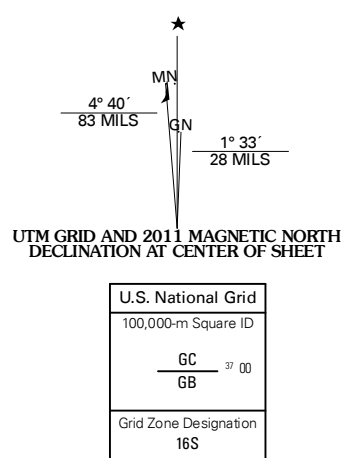 ★
MN
4° 40´
83 MILS
GN
1° 33´
28 MILS
UTM GRID AND 2011 MAGNETIC NORTH
DECLINATION AT CENTER OF SHEET
U.S. National Grid
100,000-m Square ID
GC
37 00
GB
Grid Zone Designation
16S